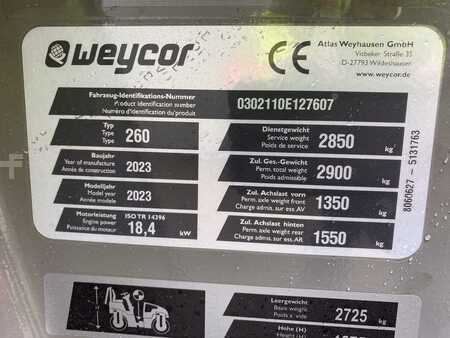 weycor
CE
Atlas Weyhausen GmbH
Visbeker Straße 35
D-27793 Wildeshausen
www.weycor.de
Fahrzeug-Identifikations-Nummer
Product identification number
Numéro d'identification du produit
0302110E127607
Typ
Type
Type
260
Baujahr
Year of manufacture
Année de construction
2023
Modelljahr
Model year
Année modèle
2023
Motorleistung
Engine power
Puissance du moteur
ISO TR 14396
18,4
kW
Dienstgewicht
Service weight
Poids de service
2850
kg
Zul. Ges.-Gewicht
Perm. total weight
Poids admissible
2900
kg
Zul. Achslast vorn
Perm. axle weight front
Charge admis. sur ess.AV
1350
kg
Zul. Achslast hinten
Perm. axle weight rear
Charge admis. sur ess.AR
1550
kg
8060627 – 5131763
Leergewicht
Basics weight
Poids à vide
2725
kg
Höhe (H)